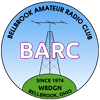 BELLBROOK AMATEUR RADIO CLUB
BARC
SINCE 1974
W8DGN
BELLBROOK, OHIO